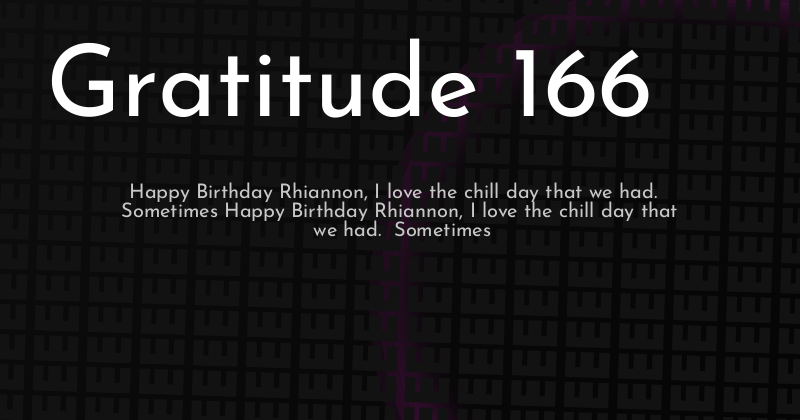 Gratitude 166
Happy Birthday Rhiannon, I love the chill day that we had.
Sometimes Happy Birthday Rhiannon, I love the chill day that
we had.  Sometimes